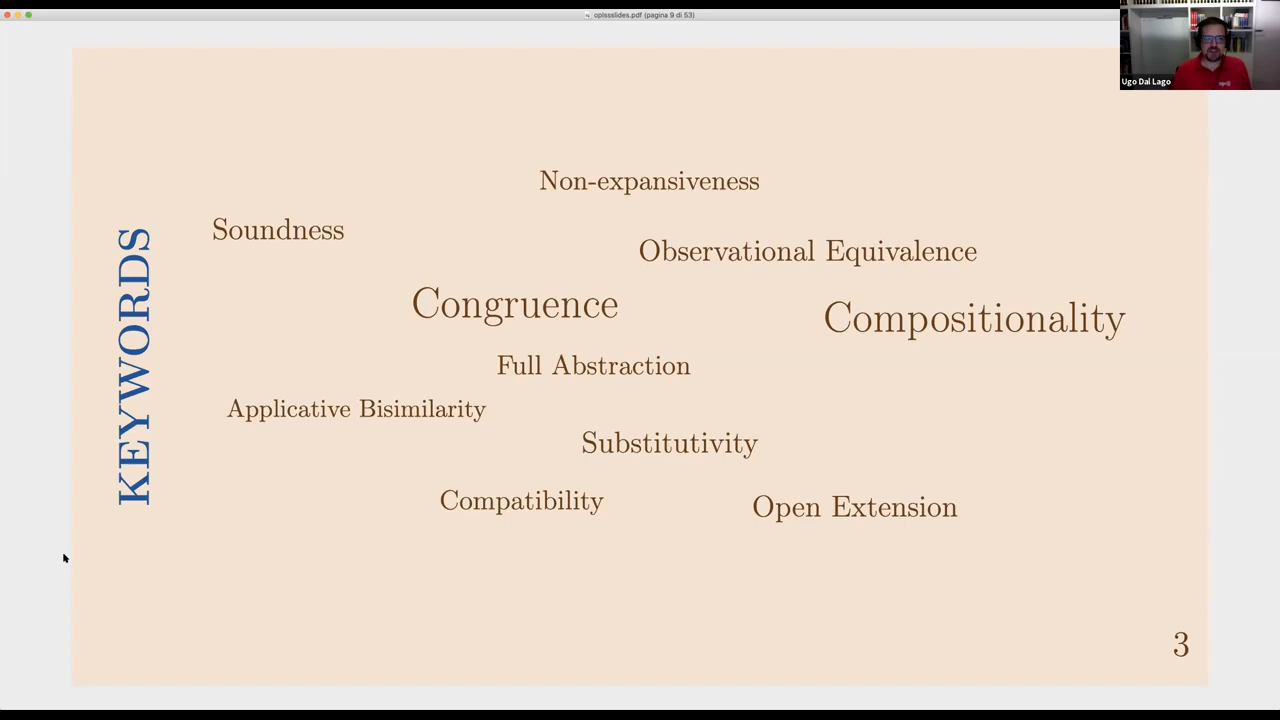 oplssslides.pdf (pagina 9 di 53)
Ugo Dal Lago
KEYWORDS
Non-expansiveness
Soundness
Observational Equivalence
Congruence
Compositionality
Full Abstraction
Applicative Bisimilarity
Substitutivity
Compatibility
Open Extension
3